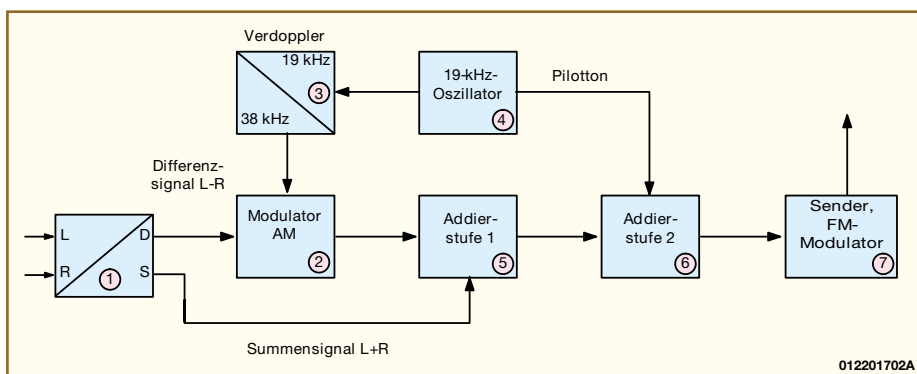 Verdoppler
19 kHz
3
38 kHz
19-kHz-
Oszillator
4
Pilotton
Differenz-
signal L-R
L
D
R
S
1
Modulator
AM
2
Addier-
stufe 1
5
Addier-
stufe 2
6
Sender,
FM-
Modulator
7
Summensignal L+R
012201702A